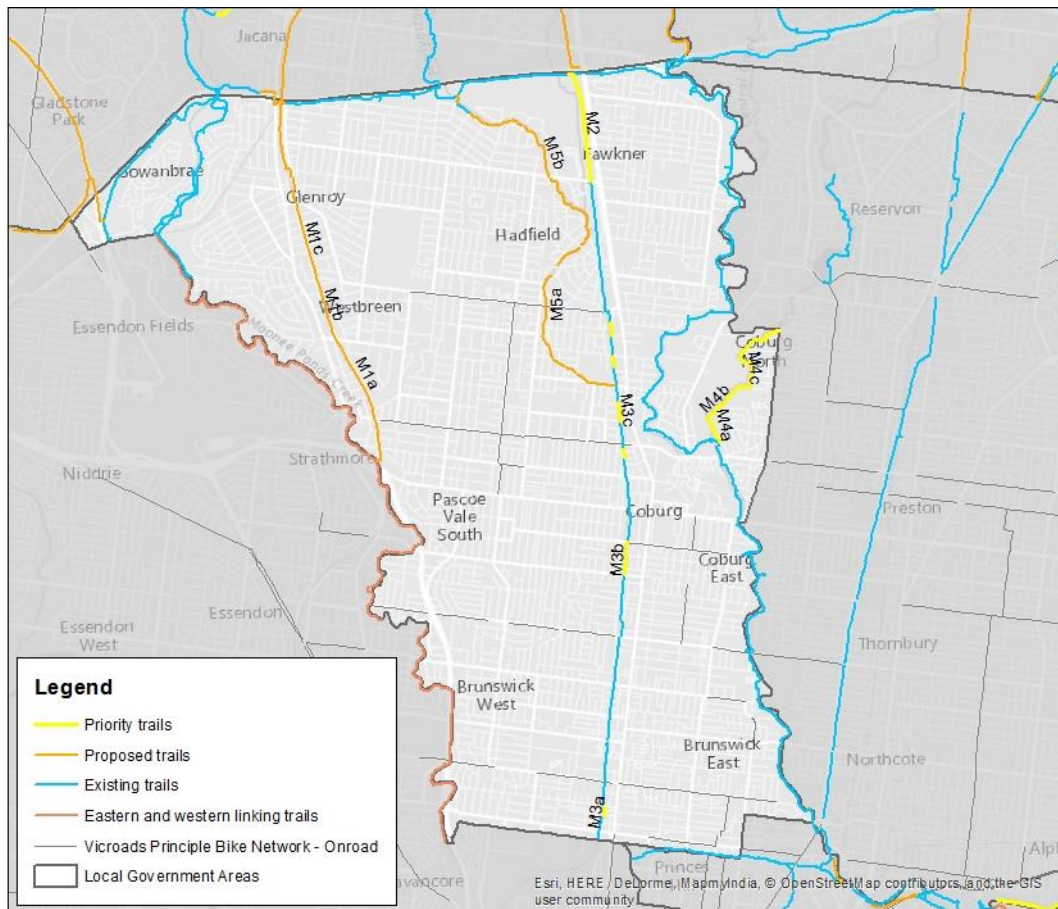 Jacana
Gladstone
Park
Gowanbrae
Fawkner
M2
M5b
Glenroy
Reservoir
Hadfield
M1c
Westbreen
M1b
M5a
Essendon Fields
Moonee Ponds Creek
Coburg
North
M4c
M1a
M4b
M3c
M4a
Strathmore
Niddrie
Pascoe
Vale
South
Coburg
Preston
M3b
Coburg
East
Essendon
Essendon
West
Thornbury
Brunswick
West
Brunswick
East
Northcote
M3a
Princes
Legend
Priority trails
Proposed trails
Existing trails
Eastern and western linking trails
Vicroads Principle Bike Network - Onroad
Local Government Areas
Esri, HERE, DeLorme, MapmyIndia, © OpenStreetMap contributors, and the GIS
user community